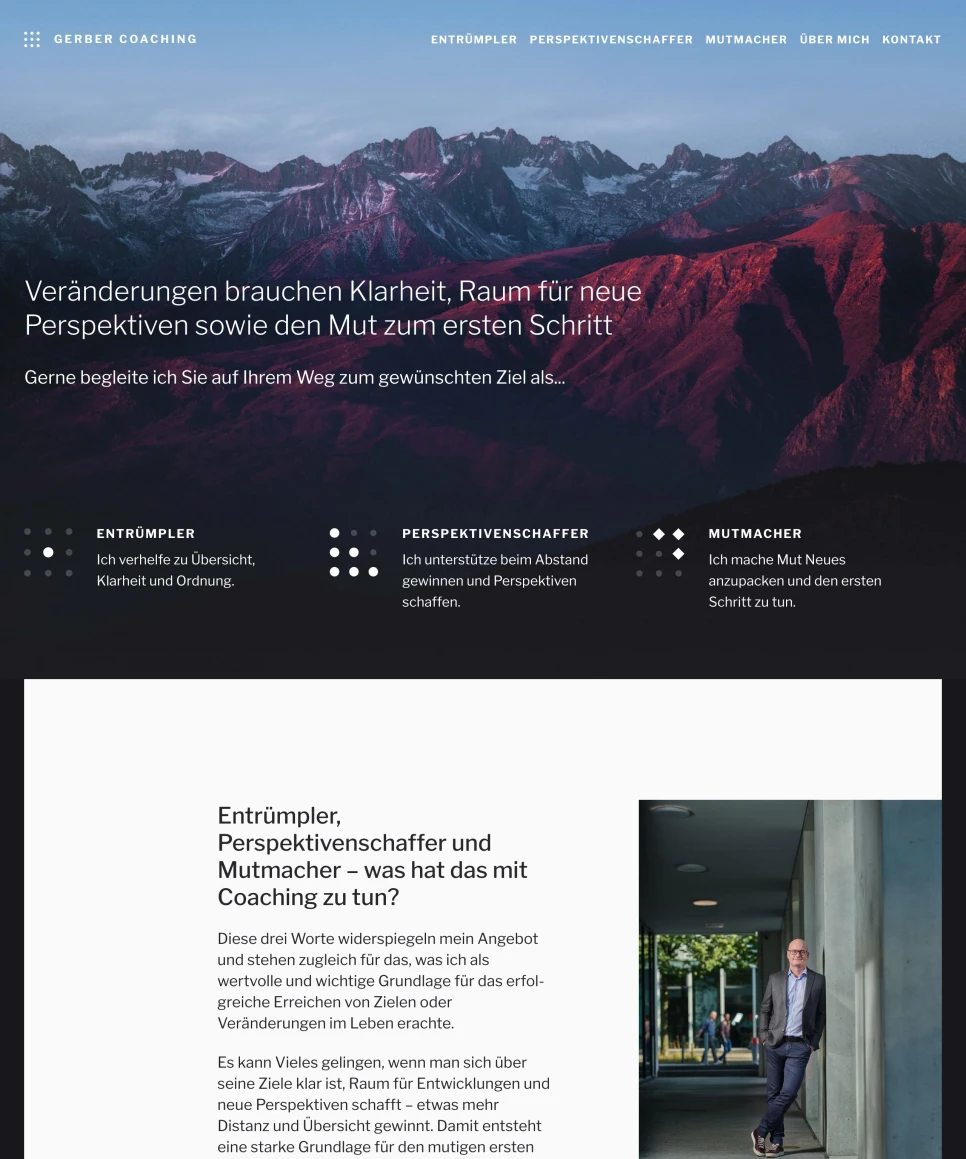 GERBER COACHING
ENTRÜMPLER PERSPEKTIVENSCHAFFER MUTMACHER ÜBER MICH KONTAKT
Veränderungen brauchen Klarheit, Raum für neue
Perspektiven sowie den Mut zum ersten Schritt
Gerne begleite ich Sie auf Ihrem Weg zum gewünschten Ziel als...
ENTRÜMPLER
Ich verhelfe zu Übersicht,
Klarheit und Ordnung.
PERSPEKTIVENSCHAFFER
Ich unterstütze beim Abstand
gewinnen und Perspektiven
schaffen.
MUTMACHER
Ich mache Mut Neues
anzupacken und den ersten
Schritt zu tun.
Entrümpler,
Perspektivenschaffer und
Mutmacher – was hat das mit
Coaching zu tun?
Diese drei Worte widerspiegeln mein Angebot
und stehen zugleich für das, was ich als
wertvolle und wichtige Grundlage für das erfol-
greiche Erreichen von Zielen oder
Veränderungen im Leben erachte.
Es kann Vieles gelingen, wenn man sich über
seine Ziele klar ist, Raum für Entwicklungen und
neue Perspektiven schafft – etwas mehr
Distanz und Übersicht gewinnt. Damit entsteht
eine starke Grundlage für den mutigen ersten